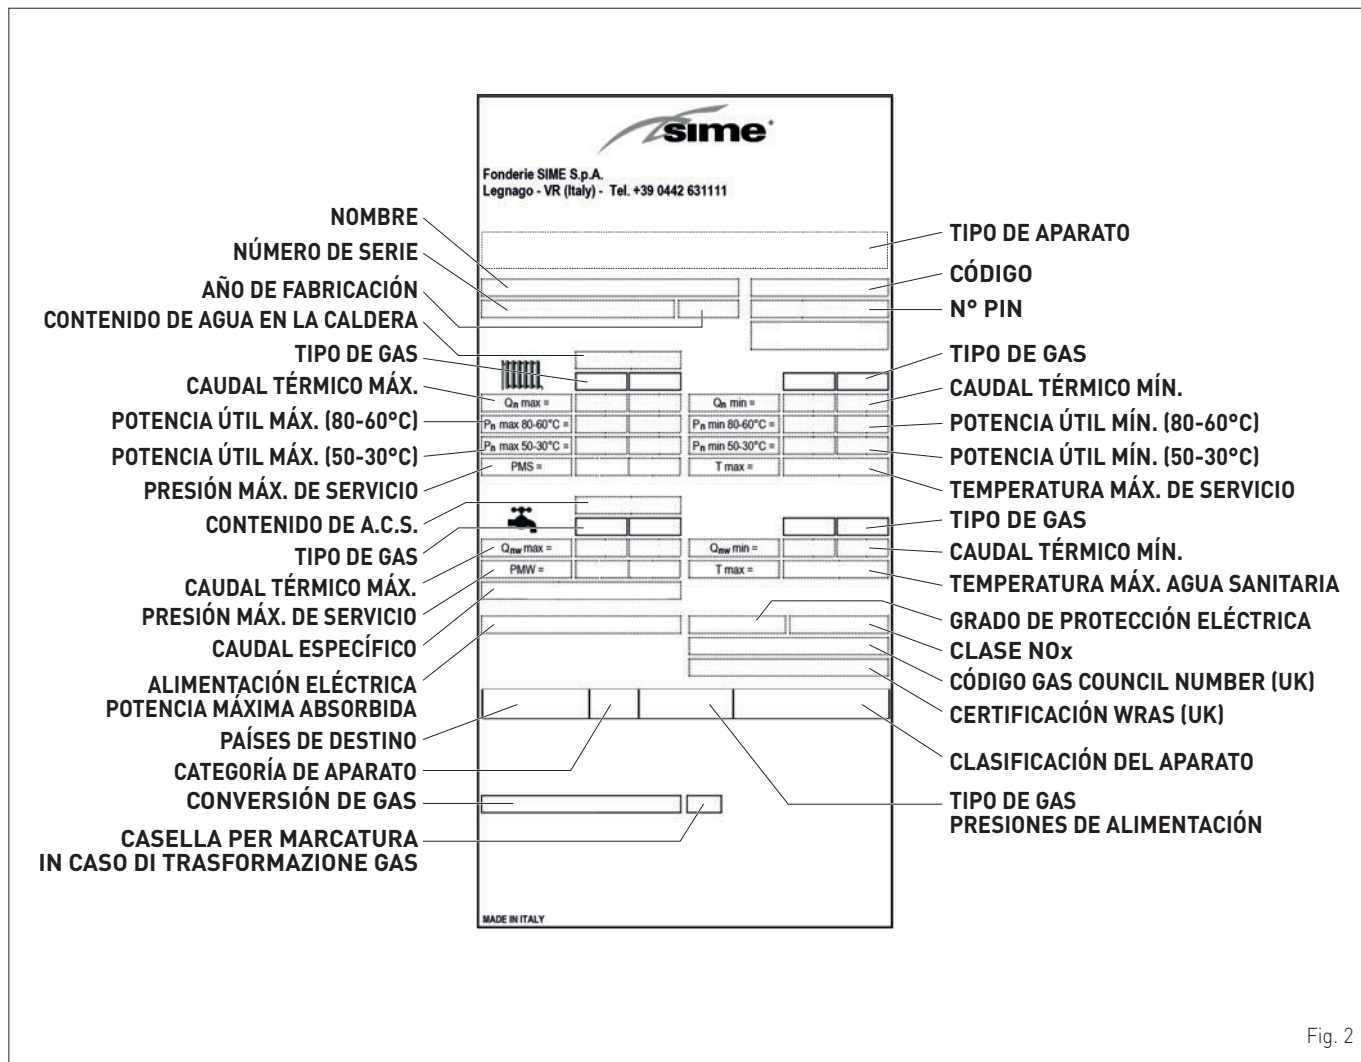 sime
Fonderie SIME S.p.A.
Legnago - VR (Italy) - Tel. +39 0442 631111
NOMBRE
NÚMERO DE SERIE
AÑO DE FABRICACIÓN
CONTENIDO DE AGUA EN LA CALDERA
TIPO DE GAS
CAUDAL TÉRMICO MÁX.
POTENCIA ÚTIL MÁX. (80-60°C)
POTENCIA ÚTIL MÁX. (50-30°C)
PRESIÓN MÁX. DE SERVICIO
CONTENIDO DE A.C.S.
TIPO DE GAS
CAUDAL TÉRMICO MÁX.
PRESIÓN MÁX. DE SERVICIO
CAUDAL ESPECÍFICO
ALIMENTACIÓN ELÉCTRICA
POTENCIA MÁXIMA ABSORBIDA
PAÍSES DE DESTINO
CATEGORÍA DE APARATO
CONVERSIÓN DE GAS
CASELLA PER MARCATURA
IN CASO DI TRASFORMAZIONE GAS
Qn max =
Pn max 80-60°C =
Pn max 50-30°C =
PMS =
Qn min =
Pn min 80-60°C =
Pn min 50-30°C =
T max =
Qnw max =
PMW =
Qnw min =
T max =
MADE IN ITALY
TIPO DE APARATO
CÓDIGO
N° PIN
TIPO DE GAS
CAUDAL TÉRMICO MÍN.
POTENCIA ÚTIL MÍN. (80-60°C)
POTENCIA ÚTIL MÍN. (50-30°C)
TEMPERATURA MÁX. DE SERVICIO
TIPO DE GAS
CAUDAL TÉRMICO MÍN.
TEMPERATURA MÁX. AGUA SANITARIA
GRADO DE PROTECCIÓN ELÉCTRICA
CLASE NOx
CÓDIGO GAS COUNCIL NUMBER (UK)
CERTIFICACIÓN WRAS (UK)
CLASIFICACIÓN DEL APARATO
TIPO DE GAS
PRESIONES DE ALIMENTACIÓN
Fig. 2